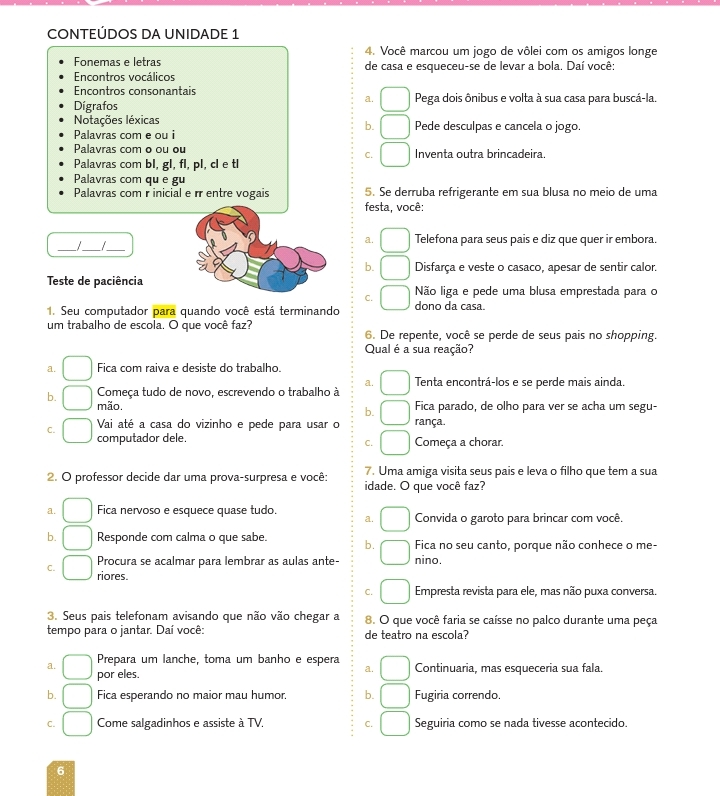 CONTEÚDOS DA UNIDADE 1
• Fonemas e letras
• Encontros vocálicos
• Encontros consonantais
• Dígrafos
• Notações léxicas
• Palavras com e ou i
• Palavras com o ou ou
• Palavras com bl, gl, fl, pl, cl e tl
• Palavras com qu e gu
• Palavras com r inicial e rr entre vogais
___/___/___
Teste de paciência
1. Seu computador para quando você está terminando
um trabalho de escola. O que você faz?
a. Fica com raiva e desiste do trabalho.
b. Começa tudo de novo, escrevendo o trabalho à
mão.
c. Vai até a casa do vizinho e pede para usar o
computador dele.
2. O professor decide dar uma prova-surpresa e você:
a. Fica nervoso e esquece quase tudo.
b. Responde com calma o que sabe.
c. Procura se acalmar para lembrar as aulas ante-
riores.
3. Seus pais telefonam avisando que não vão chegar a
tempo para o jantar. Daí você:
a. Prepara um lanche, toma um banho e espera
por eles.
b. Fica esperando no maior mau humor.
c. Come salgadinhos e assiste à TV.
4. Você marcou um jogo de vôlei com os amigos longe
de casa e esqueceu-se de levar a bola. Daí você:
a. Pega dois ônibus e volta à sua casa para buscá-la.
b. Pede desculpas e cancela o jogo.
c. Inventa outra brincadeira.
5. Se derruba refrigerante em sua blusa no meio de uma
festa, você:
a. Telefona para seus pais e diz que quer ir embora.
b. Disfarça e veste o casaco, apesar de sentir calor.
c. Não liga e pede uma blusa emprestada para o
dono da casa.
6. De repente, você se perde de seus pais no shopping.
Qual é a sua reação?
a. Tenta encontrá-los e se perde mais ainda.
b. Fica parado, de olho para ver se acha um segu-
rança.
c. Começa a chorar.
7. Uma amiga visita seus pais e leva o filho que tem a sua
idade. O que você faz?
a. Convida o garoto para brincar com você.
b. Fica no seu canto, porque não conhece o me-
nino.
c. Empresta revista para ele, mas não puxa conversa.
8. O que você faria se caísse no palco durante uma peça
de teatro na escola?
a. Continuaria, mas esqueceria sua fala.
b. Fugiria correndo.
c. Seguiria como se nada tivesse acontecido.
6